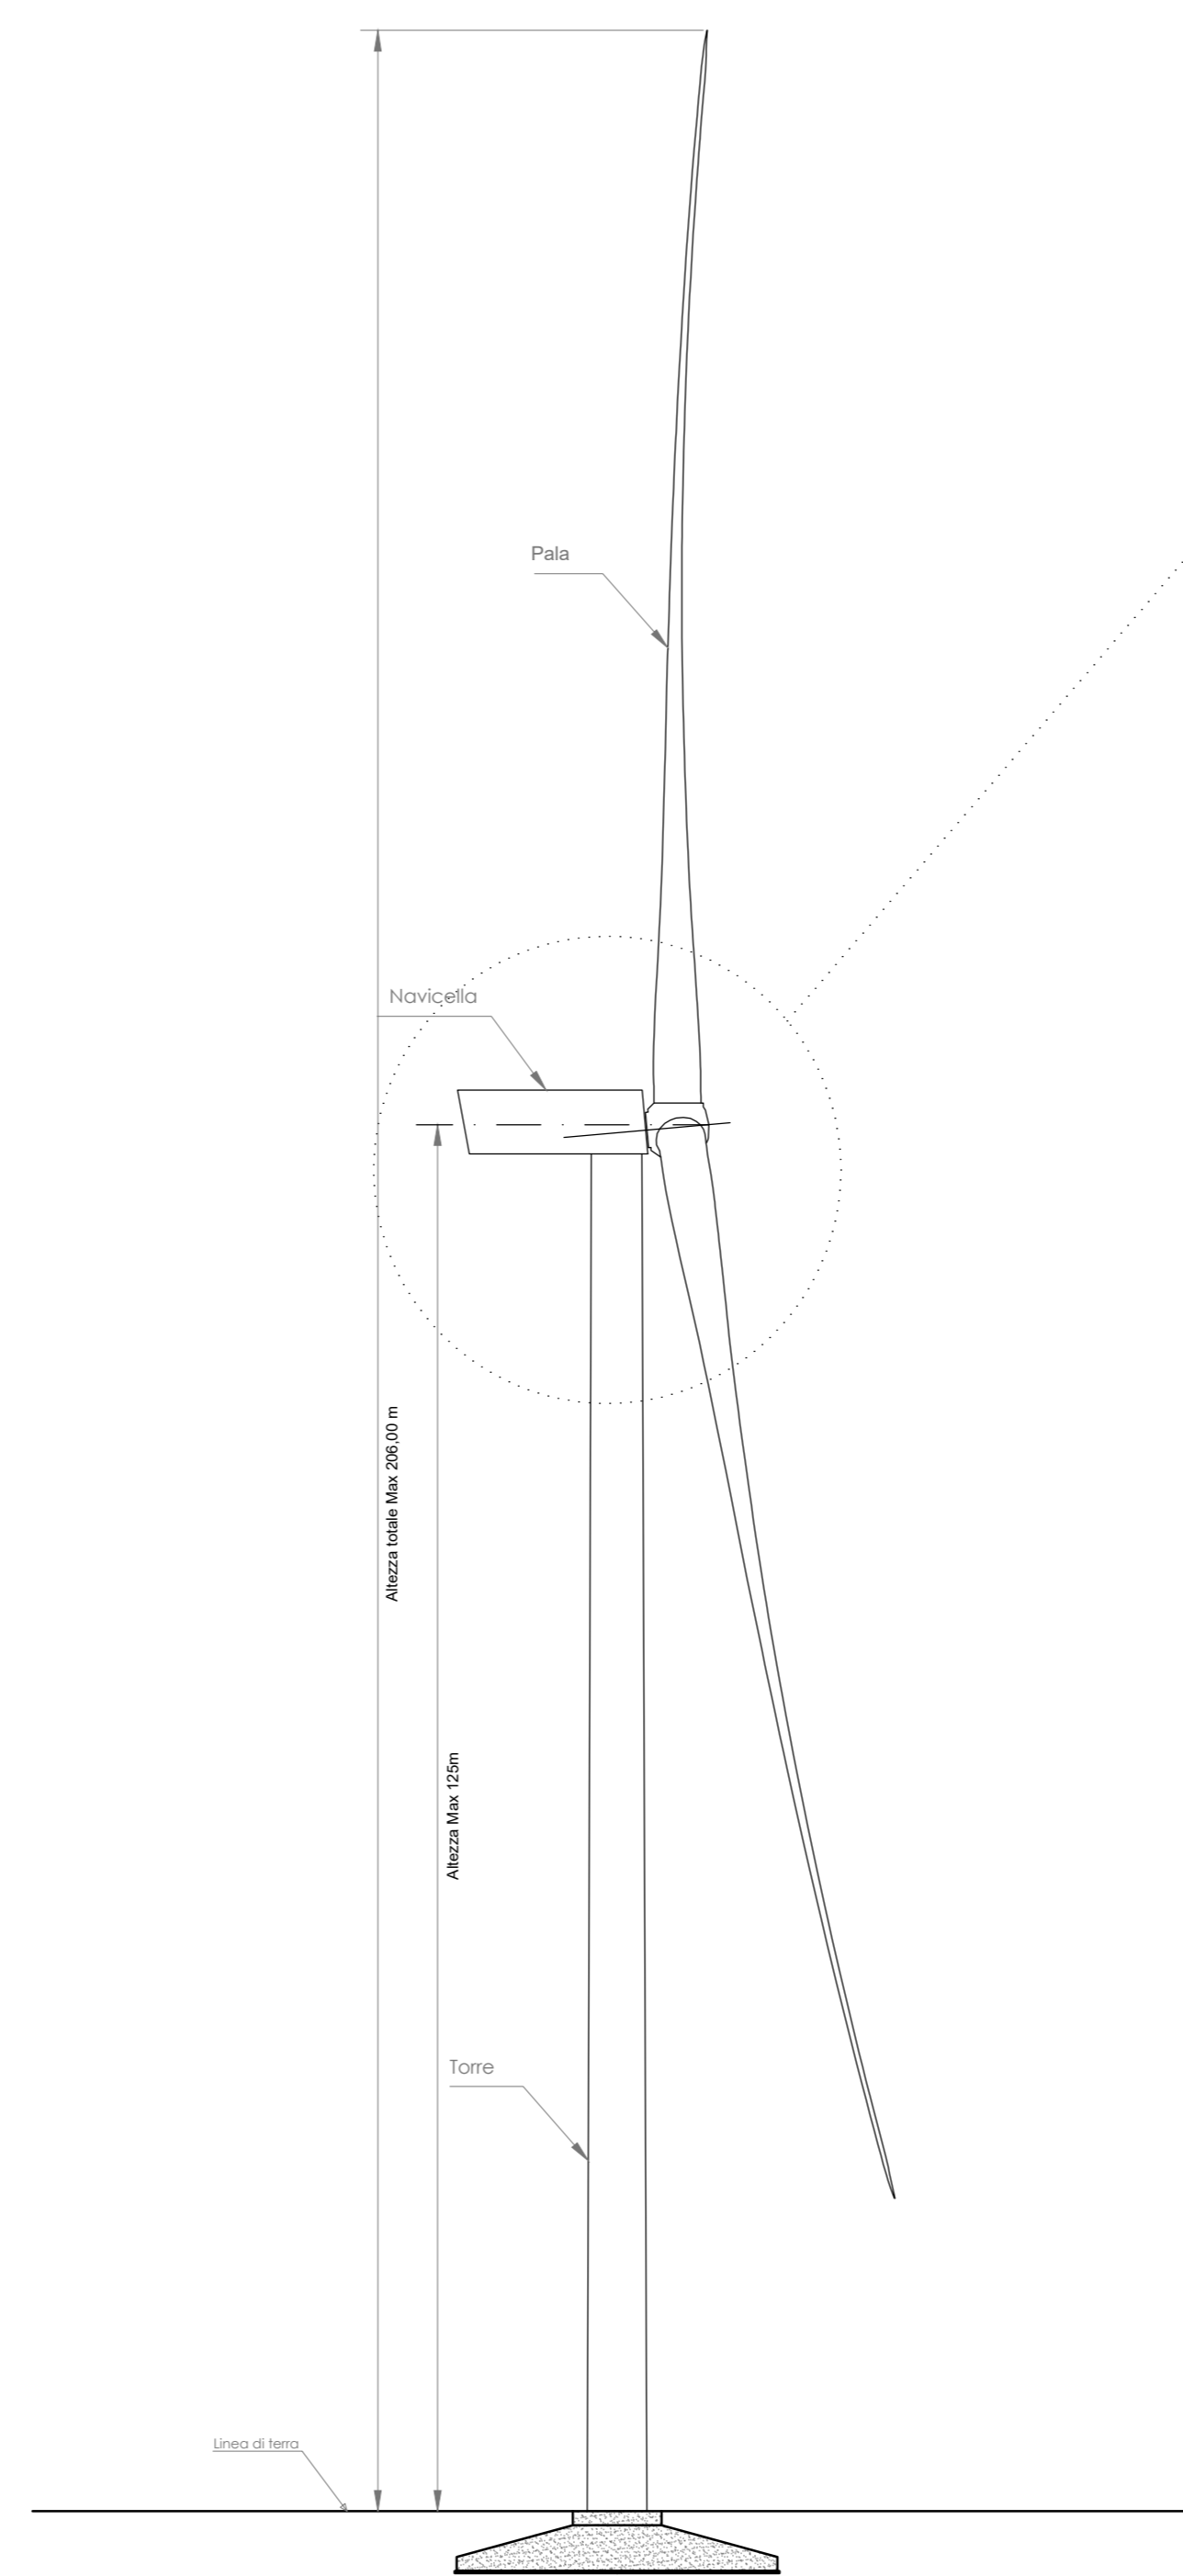 Pala
Navicella
Altezza totale Max 206,00 m
Altezza Max 125m
Torre
Linea di terra